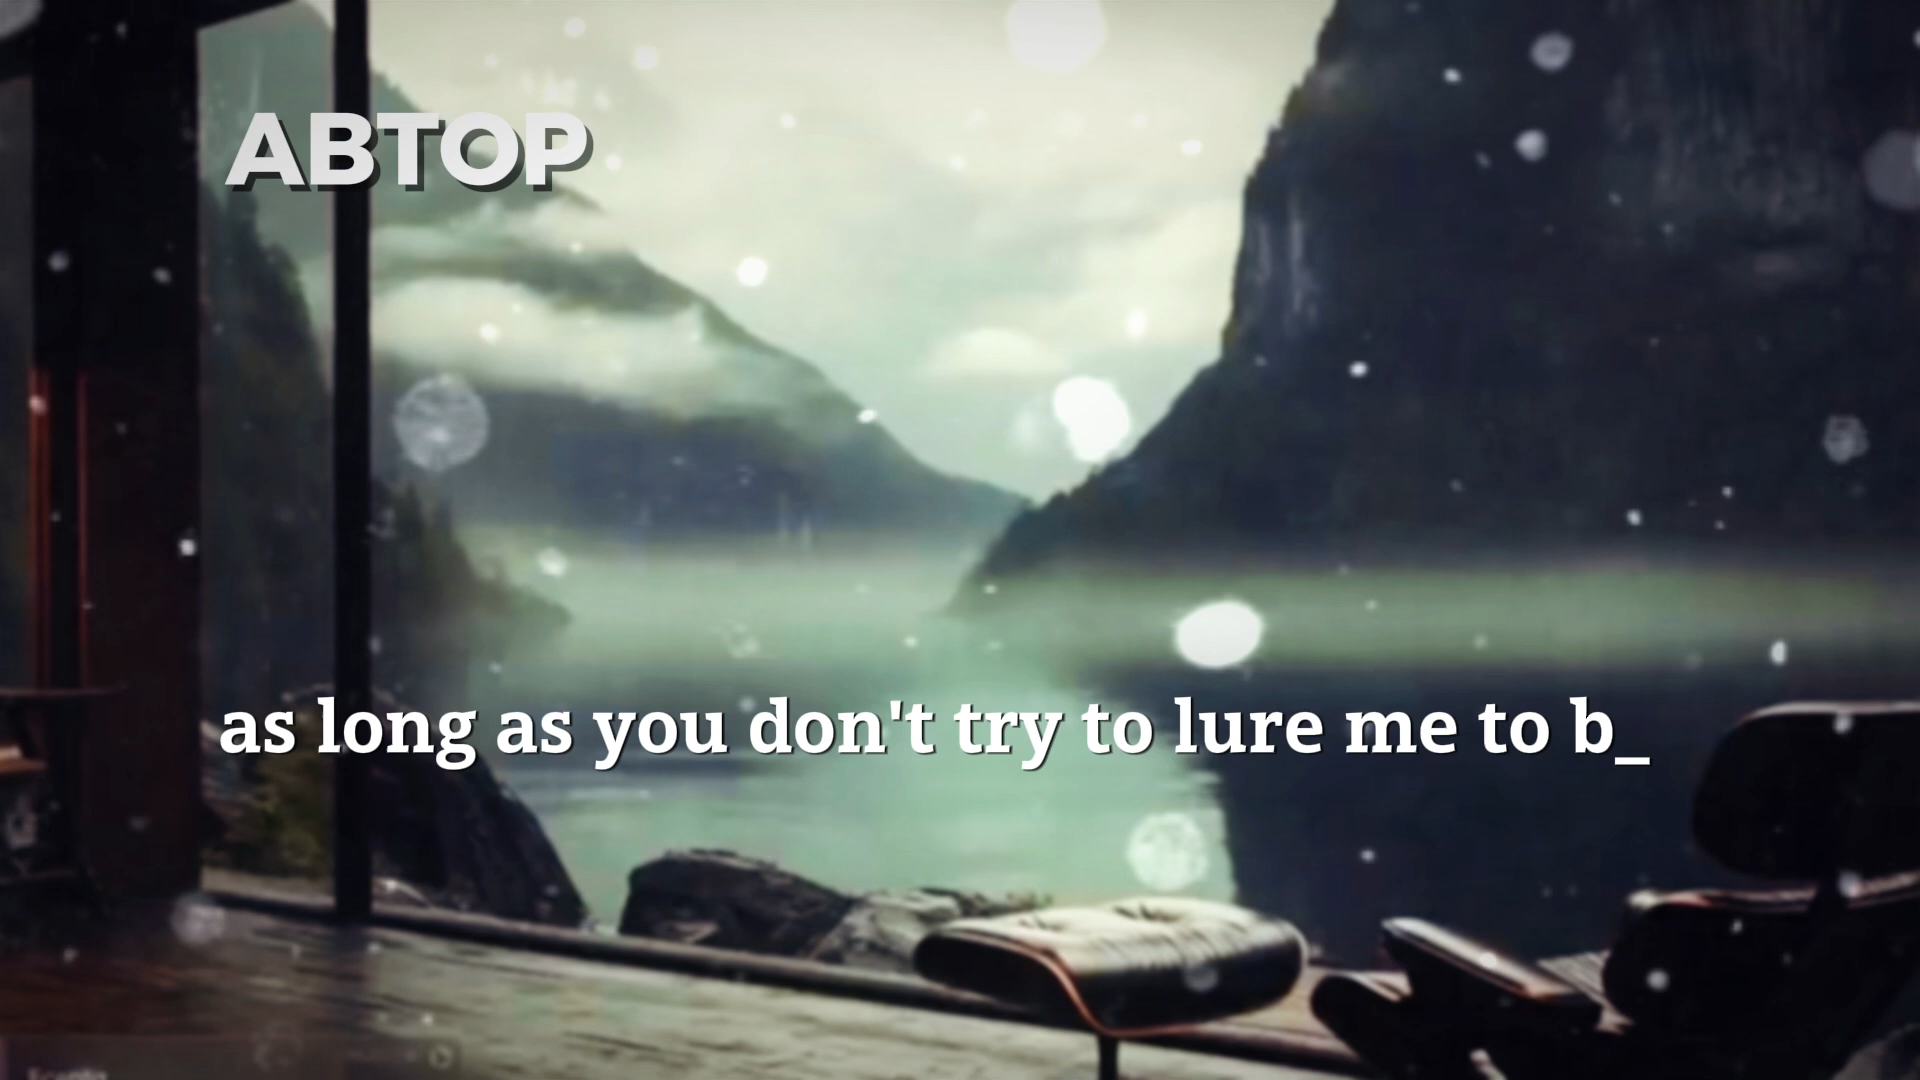 АВТОР
as long as you don't try to lure me to b_